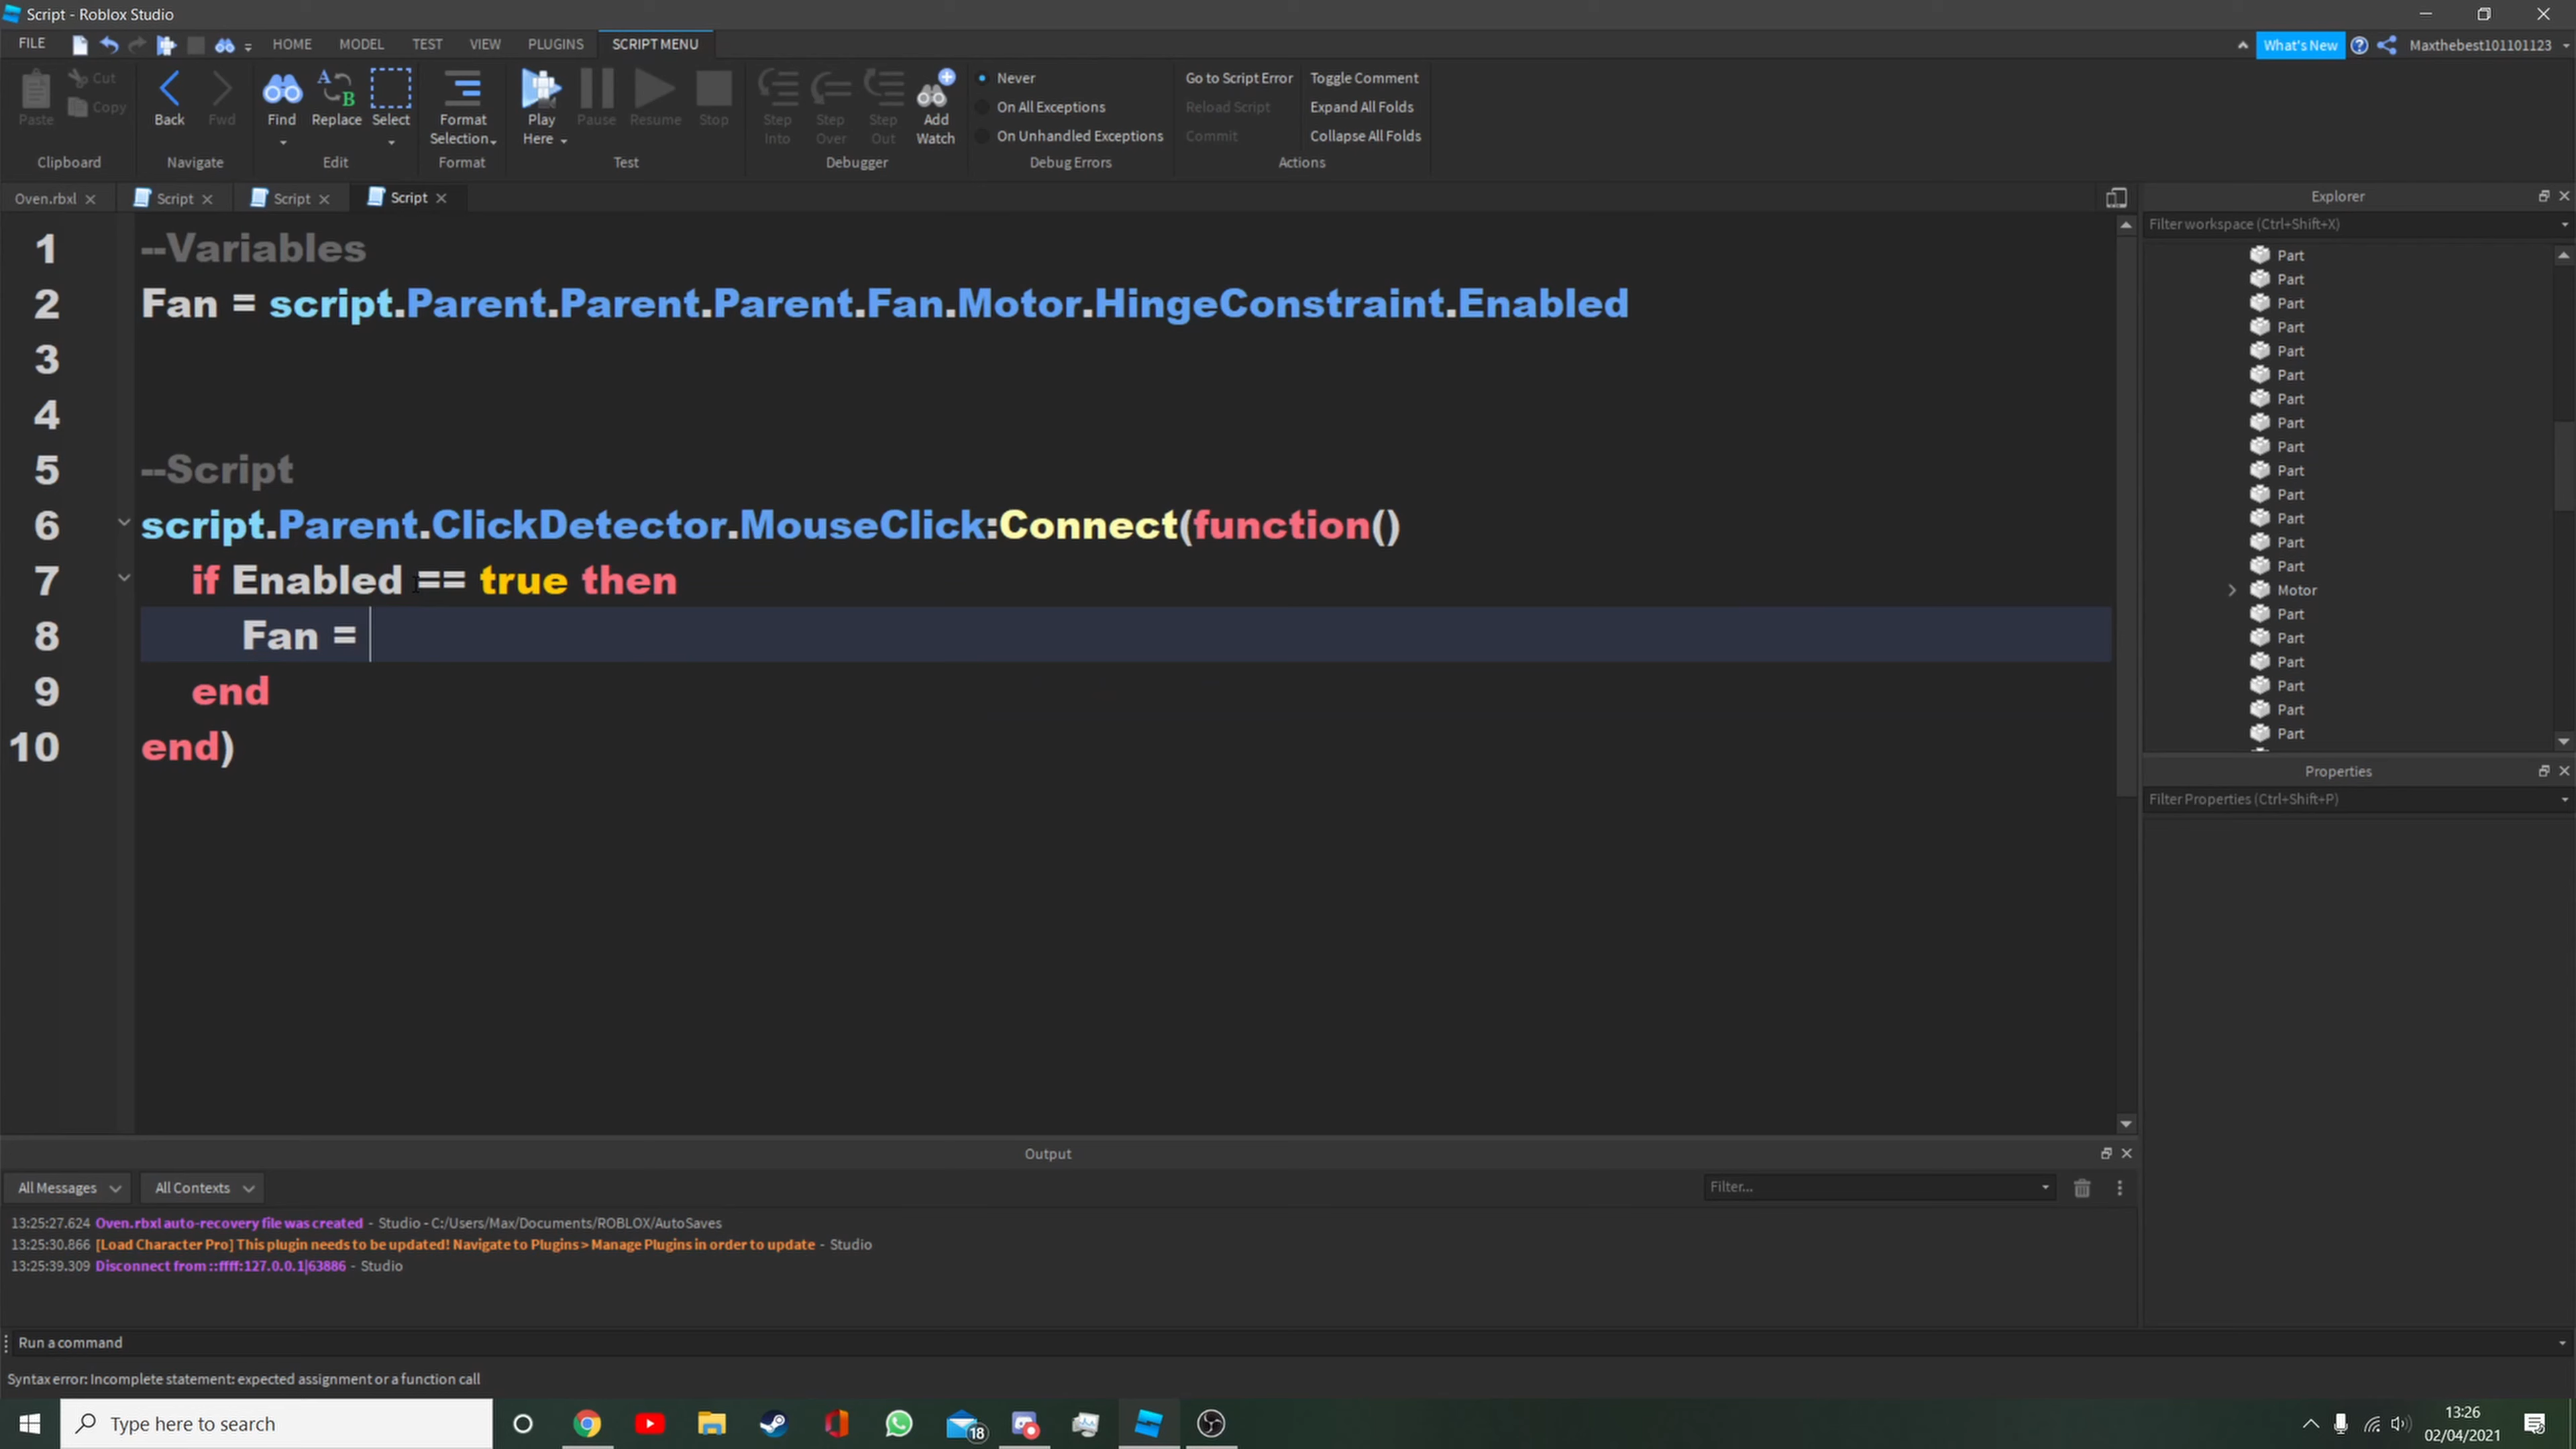 Script - Roblox Studio
FILE HOME MODEL TEST VIEW PLUGINS SCRIPT MENU What's New Maxthebest101101123
Paste Cut Copy Back Fwd Find Replace Select Format Selection Play Here Pause Resume Stop Step Into Step Over Step Out Add Watch Never On All Exceptions On Unhandled Exceptions Go to Script Error Reload Script Commit Toggle Comment Expand All Folds Collapse All Folds
Clipboard Navigate Edit Format Test Debugger Debug Errors Actions
Oven.rbxl Script Script Script
1 --Variables
2 Fan = script.Parent.Parent.Parent.Fan.Motor.HingeConstraint.Enabled
3
4
5 --Script
6 script.Parent.ClickDetector.MouseClick:Connect(function()
7 if Enabled == true then
8 Fan =
9 end
10 end)
Explorer
Filter workspace (Ctrl+Shift+X)
Part
Part
Part
Part
Part
Part
Part
Part
Part
Part
Part
Part
Part
Part
Motor
Part
Part
Part
Part
Part
Part
Properties
Filter Properties (Ctrl+Shift+P)
Output
All Messages All Contexts Filter...
13:25:27.624 Oven.rbxl auto-recovery file was created - Studio - C:/Users/Max/Documents/ROBLOX/AutoSaves
13:25:30.866 [Load Character Pro] This plugin needs to be updated! Navigate to Plugins > Manage Plugins in order to update - Studio
13:25:39.309 Disconnect from ::ffff:127.0.0.1|63886 - Studio
Run a command
Syntax error: Incomplete statement: expected assignment or a function call
Type here to search
18
13:26
02/04/2021